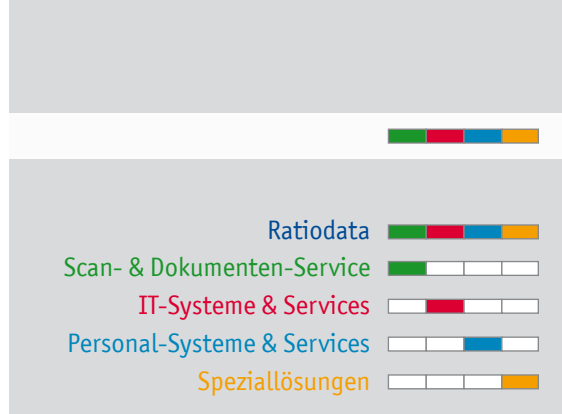 Ratiodata
Scan- & Dokumenten-Service
IT-Systeme & Services
Personal-Systeme & Services
Speziallösungen